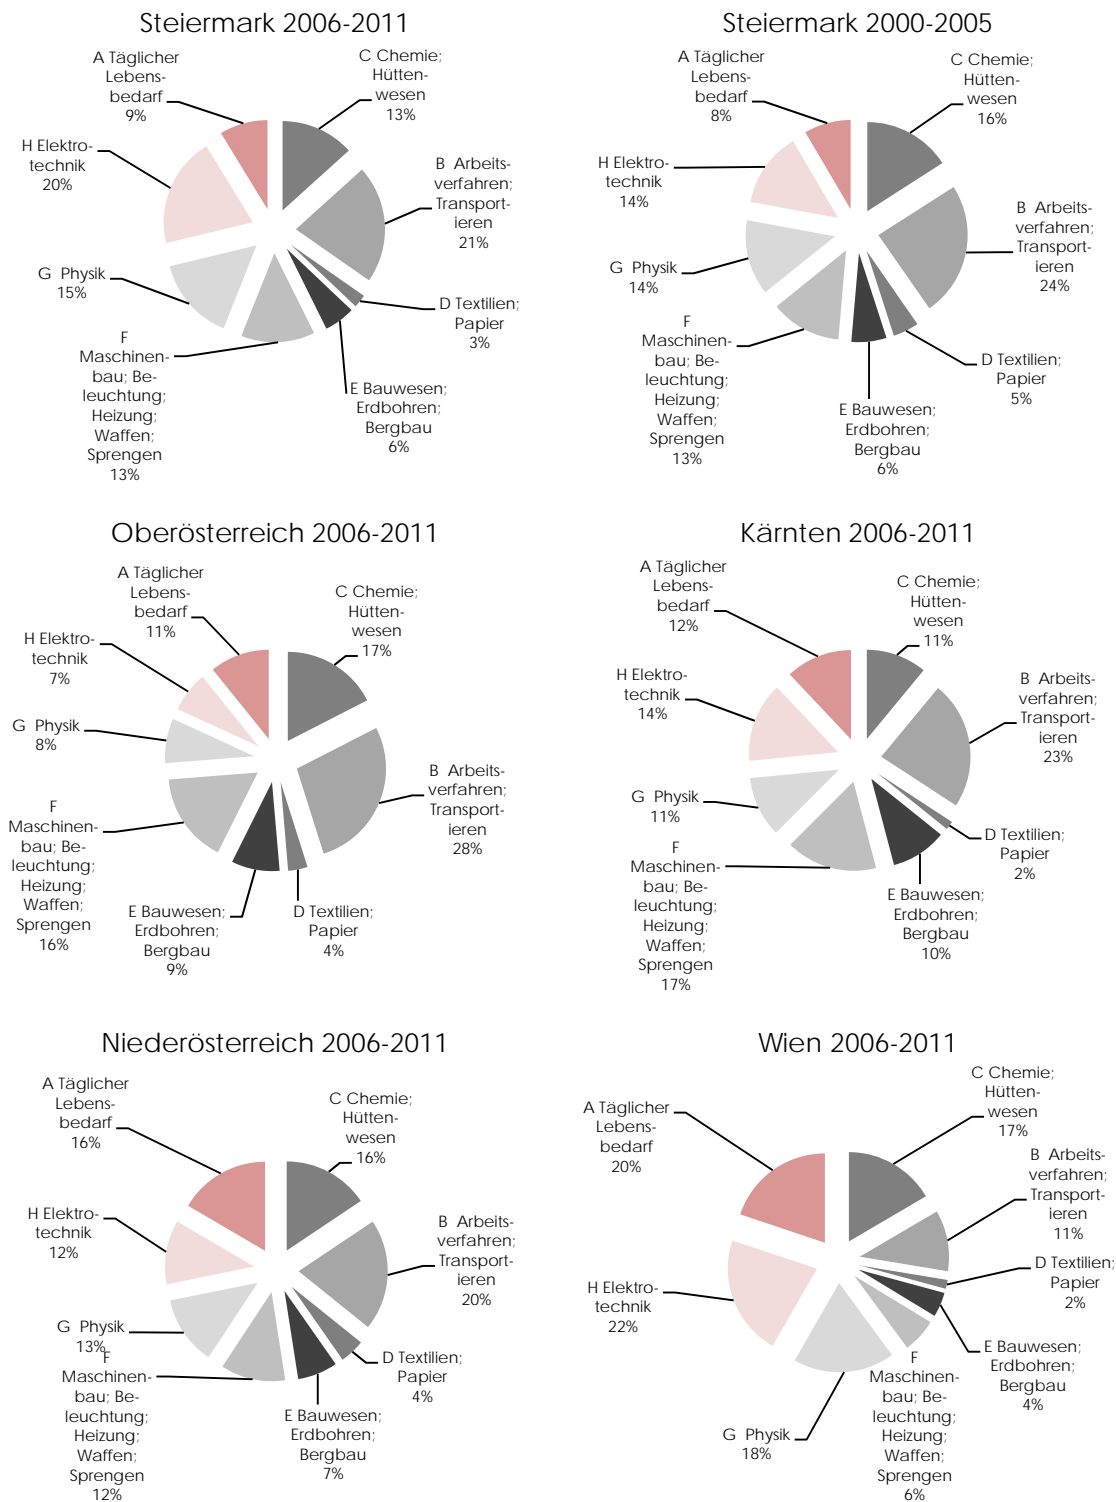 Steiermark 2006-2011
A Täglicher
Lebens-
bedarf
9%
C Chemie;
Hütten-
wesen
13%
B Arbeits-
verfahren;
Transport-
ieren
21%
D Textilien;
Papier
3%
E Bauwesen;
Erdbohren;
Bergbau
6%
F
Maschinen-
bau; Be-
leuchtung;
Heizung;
Waffen;
Sprengen
13%
G Physik
15%
H Elektro-
technik
20%
Steiermark 2000-2005
A Täglicher
Lebens-
bedarf
8%
C Chemie;
Hütten-
wesen
16%
B Arbeits-
verfahren;
Transport-
ieren
24%
D Textilien;
Papier
5%
E Bauwesen;
Erdbohren;
Bergbau
6%
F
Maschinen-
bau; Be-
leuchtung;
Heizung;
Waffen;
Sprengen
13%
G Physik
14%
H Elektro-
technik
14%
Oberösterreich 2006-2011
A Täglicher
Lebens-
bedarf
11%
C Chemie;
Hütten-
wesen
17%
B Arbeits-
verfahren;
Transport-
ieren
28%
D Textilien;
Papier
4%
E Bauwesen;
Erdbohren;
Bergbau
9%
F
Maschinen-
bau; Be-
leuchtung;
Heizung;
Waffen;
Sprengen
16%
G Physik
8%
H Elektro-
technik
7%
Kärnten 2006-2011
A Täglicher
Lebens-
bedarf
12%
C Chemie;
Hütten-
wesen
11%
B Arbeits-
verfahren;
Transport-
ieren
23%
D Textilien;
Papier
2%
E Bauwesen;
Erdbohren;
Bergbau
10%
F
Maschinen-
bau; Be-
leuchtung;
Heizung;
Waffen;
Sprengen
17%
G Physik
11%
H Elektro-
technik
14%
Niederösterreich 2006-2011
A Täglicher
Lebens-
bedarf
16%
C Chemie;
Hütten-
wesen
16%
B Arbeits-
verfahren;
Transport-
ieren
20%
D Textilien;
Papier
4%
E Bauwesen;
Erdbohren;
Bergbau
7%
F
Maschinen-
bau; Be-
leuchtung;
Heizung;
Waffen;
Sprengen
12%
G Physik
13%
H Elektro-
technik
12%
Wien 2006-2011
A Täglicher
Lebens-
bedarf
20%
C Chemie;
Hütten-
wesen
17%
B Arbeits-
verfahren;
Transport-
ieren
11%
D Textilien;
Papier
2%
E Bauwesen;
Erdbohren;
Bergbau
4%
F
Maschinen-
bau; Be-
leuchtung;
Heizung;
Waffen;
Sprengen
6%
G Physik
18%
H Elektro-
technik
22%